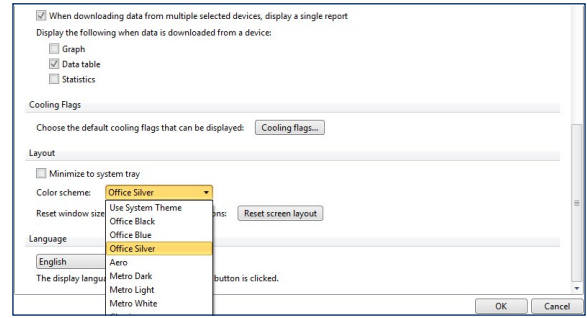 When downloading data from multiple selected devices, display a single report
Display the following when data is downloaded from a device:
Graph
Data table
Statistics
Cooling Flags
Choose the default cooling flags that can be displayed: Cooling flags...
Layout
Minimize to system tray
Color scheme: Office Silver
Use System Theme
Reset window size ons: Reset screen layout
Office Black
Office Blue
Language
Office Silver
English
Aero
The display langua button is clicked.
Metro Dark
Metro Light
Metro White
OK Cancel